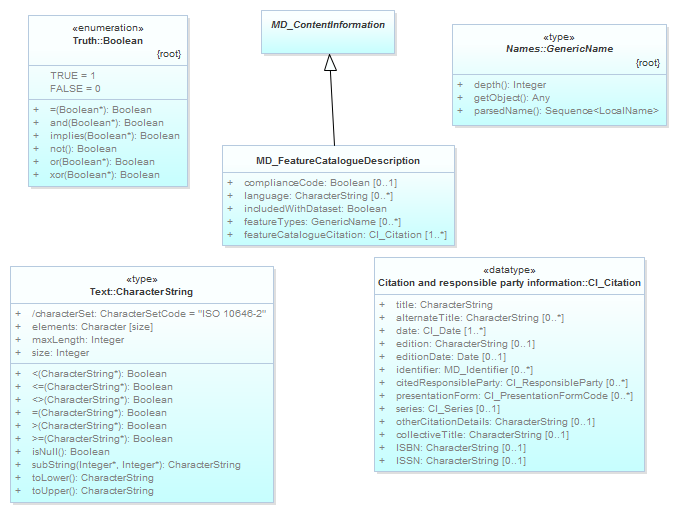 «enumeration»
Truth::Boolean
{root}
TRUE = 1
FALSE = 0
+ =(Boolean*): Boolean
+ and(Boolean*): Boolean
+ implies(Boolean*): Boolean
+ not(): Boolean
+ or(Boolean*): Boolean
+ xor(Boolean*): Boolean
MD_ContentInformation
«type»
Names::GenericName
{root}
+ depth(): Integer
+ getObject(): Any
+ parsedName(): Sequence<LocalName>
MD_FeatureCatalogueDescription
+ complianceCode: Boolean [0..1]
+ language: CharacterString [0..*]
+ includedWithDataset: Boolean
+ featureTypes: GenericName [0..*]
+ featureCatalogueCitation: CI_Citation [1..*]
«type»
Text::CharacterString
+ /characterSet: CharacterSetCode = "ISO 10646-2"
+ elements: Character [size]
+ maxLength: Integer
+ size: Integer
+ <(CharacterString*): Boolean
+ <=(CharacterString*): Boolean
+ <>(CharacterString*): Boolean
+ =(CharacterString*): Boolean
+ >(CharacterString*): Boolean
+ >=(CharacterString*): Boolean
+ isNull(): Boolean
+ subString(Integer*, Integer*): CharacterString
+ toLower(): CharacterString
+ toUpper(): CharacterString
«datatype»
Citation and responsible party information::CI_Citation
+ title: CharacterString
+ alternateTitle: CharacterString [0..*]
+ date: CI_Date [1..*]
+ edition: CharacterString [0..1]
+ editionDate: Date [0..1]
+ identifier: MD_Identifier [0..*]
+ citedResponsibleParty: CI_ResponsibleParty [0..*]
+ presentationForm: CI_PresentationFormCode [0..*]
+ series: CI_Series [0..1]
+ otherCitationDetails: CharacterString [0..1]
+ collectiveTitle: CharacterString [0..1]
+ ISBN: CharacterString [0..1]
+ ISSN: CharacterString [0..1]